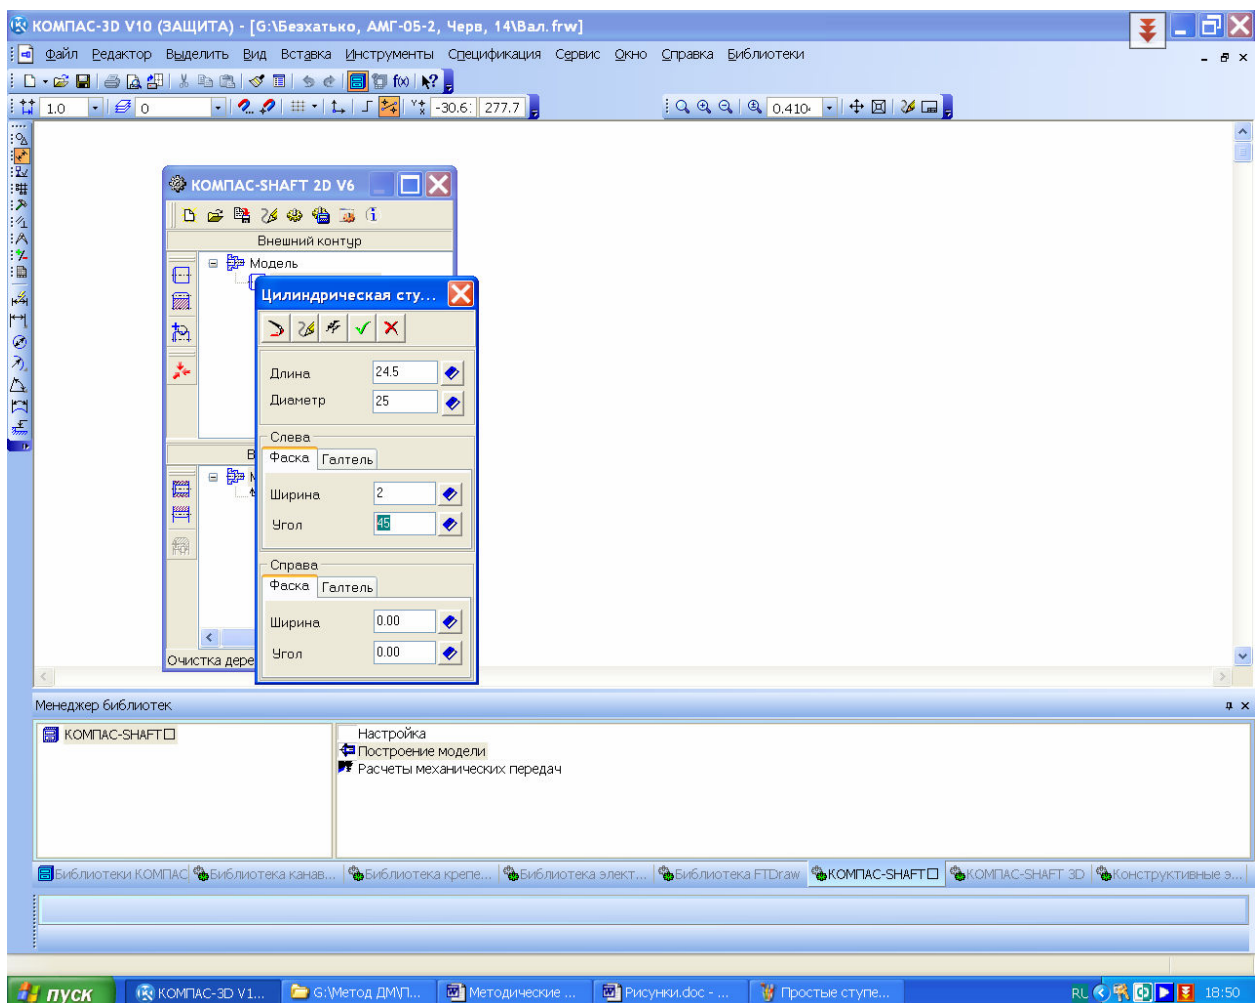 КОМПАС-3D V10 (ЗАЩИТА) - [G:\Безхатько, АМГ-05-2, Черв, 14\Вал.frw]
Файл Редактор Выделить Вид Вставка Инструменты Спецификация Сервис Окно Справка Библиотеки
1.0 0 -30.6: 277.7 0.410
КОМПАС-SHAFT 2D V6
Внешний контур
Модель
Цилиндрическая сту...
Длина 24.5
Диаметр 25
Слева
Фаска Галтель
Ширина 2
Угол 45
Справа
Фаска Галтель
Ширина 0.00
Угол 0.00
Очистка дере
Менеджер библиотек
КОМПАС-SHAFT
Настройка
Построение модели
Расчеты механических передач
Библиотеки КОМПАС Библиотека канав... Библиотека крепе... Библиотека элект... Библиотека FTDraw КОМПАС-SHAFT КОМПАС-SHAFT 3D Конструктивные э...
пуск КОМПАС-3D V1... G:\Метод ДМ\П... Методические ... Рисунки.doc - ... Простые ступе... RL 18:50